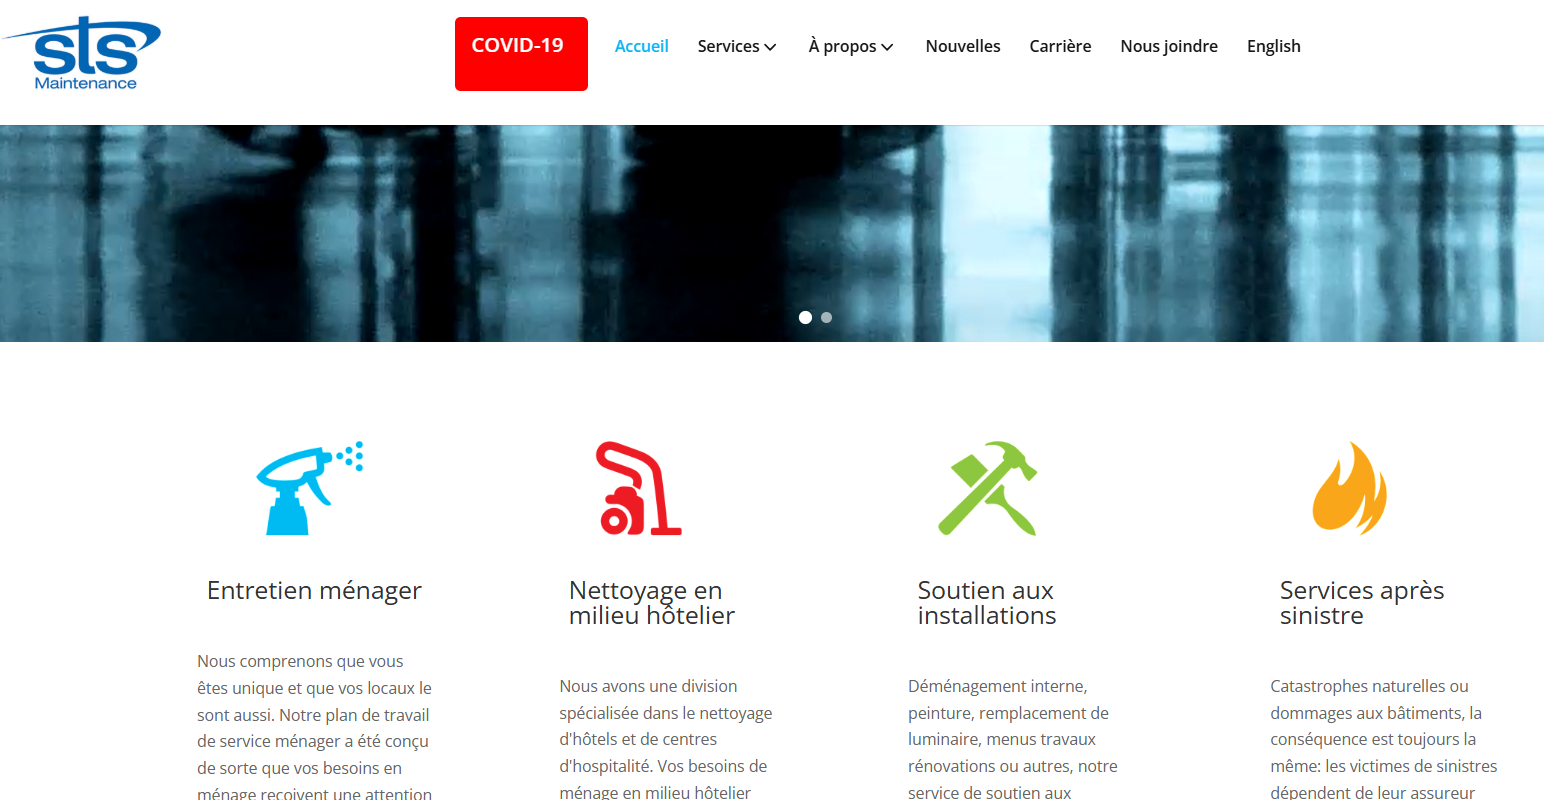 sts
Maintenance
COVID-19
Accueil
Services
À propos
Nouvelles
Carrière
Nous joindre
English
Entretien ménager
Nous comprenons que vous
êtes unique et que vos locaux le
sont aussi. Notre plan de travail
de service ménager a été conçu
de sorte que vos besoins en
ménage reçoivent une attention
Nettoyage en
milieu hôtelier
Nous avons une division
spécialisée dans le nettoyage
d'hôtels et de centres
d'hospitalité. Vos besoins de
ménage en milieu hôtelier
Soutien aux
installations
Déménagement interne,
peinture, remplacement de
luminaire, menus travaux
rénovations ou autres, notre
service de soutien aux
Services après
sinistre
Catastrophes naturelles ou
dommages aux bâtiments, la
conséquence est toujours la
même: les victimes de sinistres
dépendent de leur assureur